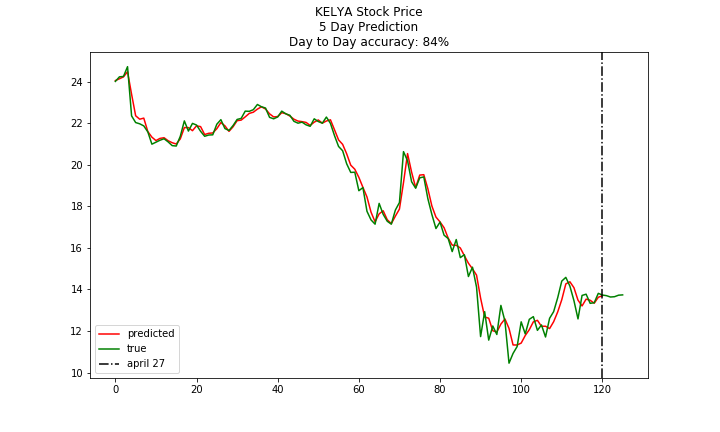 KELYA Stock Price
5 Day Prediction
Day to Day accuracy: 84%
24
22
20
18
16
14
12
10
predicted
true
april 27
0
20
40
60
80
100
120